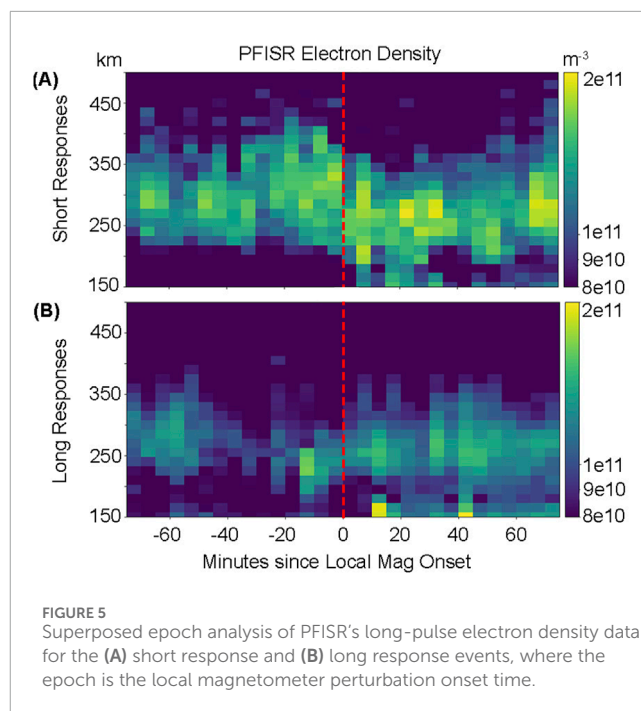 PFISR Electron Density
km
m-3
(A)
Short Responses
450
350
250
150
2e11
1e11
9e10
8e10
(B)
Long Responses
450
350
250
150
2e11
1e11
9e10
8e10
-60 -40 -20 0 20 40 60
Minutes since Local Mag Onset
FIGURE 5
Superposed epoch analysis of PFISR's long-pulse electron density data
for the (A) short response and (B) long response events, where the
epoch is the local magnetometer perturbation onset time.